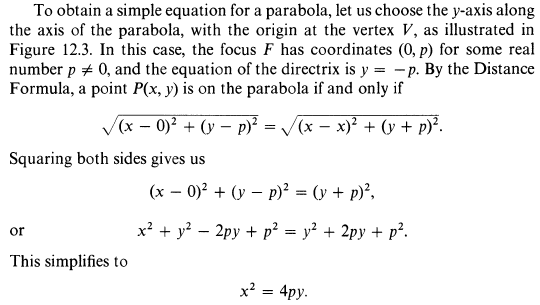 To obtain a simple equation for a parabola, let us choose the y-axis along
the axis of the parabola, with the origin at the vertex V, as illustrated in
Figure 12.3. In this case, the focus F has coordinates (0, p) for some real
number p ≠ 0, and the equation of the directrix is y = −p. By the Distance
Formula, a point P(x, y) is on the parabola if and only if
√(x − 0)² + (y − p)² = √(x − x)² + (y + p)².
Squaring both sides gives us
(x − 0)² + (y − p)² = (y + p)²,
or x² + y² − 2py + p² = y² + 2py + p².
This simplifies to
x² = 4py.